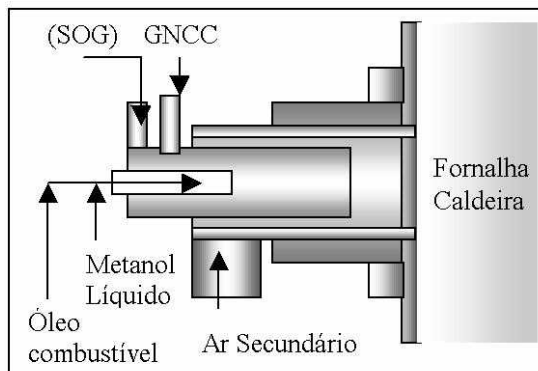 (SOG)
GNCC
Fornalha
Caldeira
Metanol
Líquido
Óleo
combustível
Ar Secundário